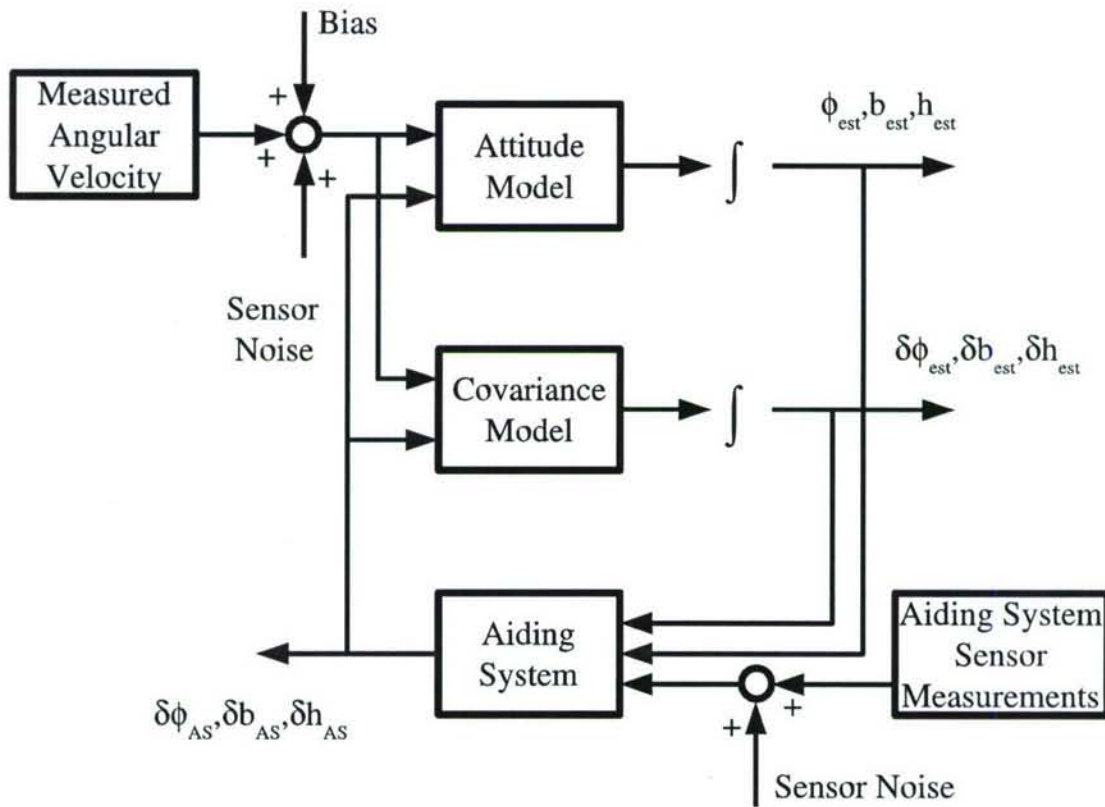 Bias
Measured
Angular
Velocity
+
+
+
Attitude
Model
∫
ϕest,best,hest
Sensor
Noise
Covariance
Model
∫
δϕest,δbest,δhest
Aiding
System
Aiding System
Sensor
Measurements
+
+
δϕAS,δbAS,δhAS
Sensor Noise